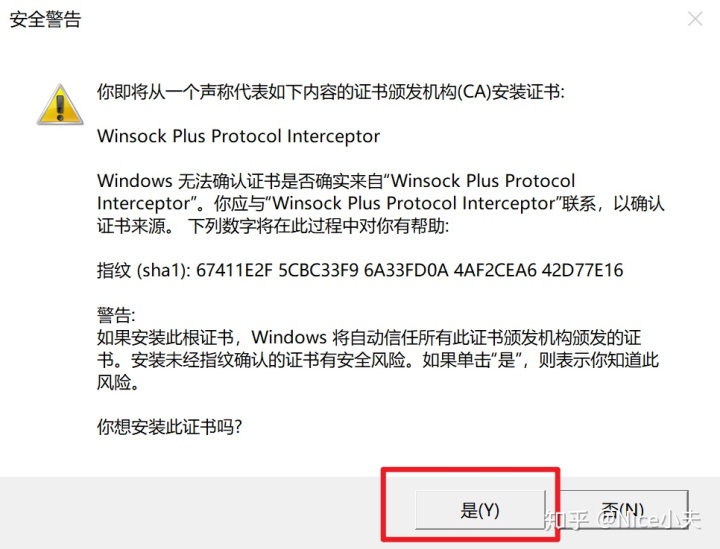 安全警告
你即将从一个声称代表如下内容的证书颁发机构(CA)安装证书:
Winsock Plus Protocol Interceptor
Windows 无法确认证书是否确实来自“Winsock Plus Protocol
Interceptor”。你应与“Winsock Plus Protocol Interceptor”联系，以确认
证书来源。 下列数字将在此过程中对你有帮助:
指纹 (sha1): 67411E2F 5CBC33F9 6A33FD0A 4AF2CEA6 42D77E16
警告:
如果安装此根证书，Windows 将自动信任所有此证书颁发机构颁发的证
书。安装未经指纹确认的证书有安全风险。如果单击“是”，则表示你知道此
风险。
你想安装此证书吗?
是(Y) 否(N)
知乎 @Nice小夫